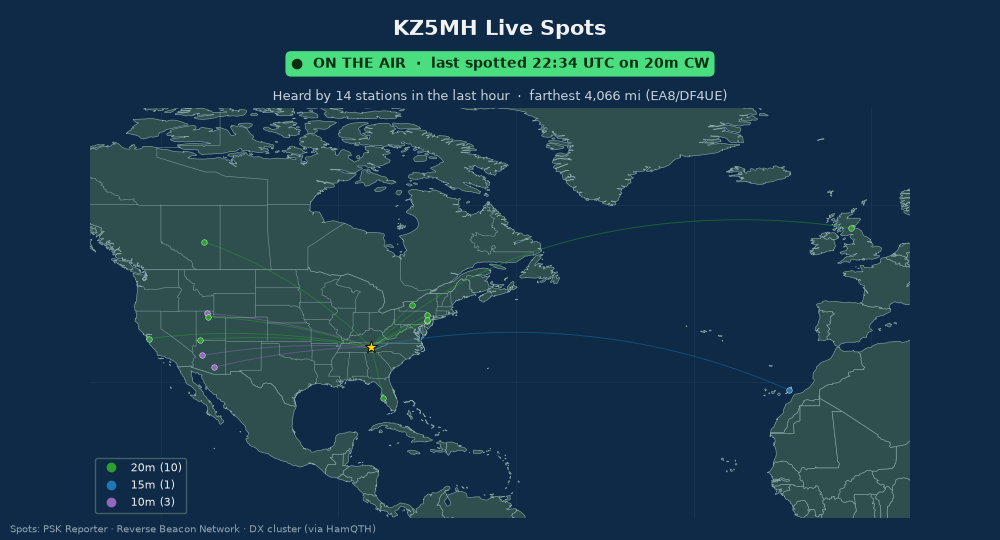 KZ5MH Live Spots
● ON THE AIR · last spotted 22:34 UTC on 20m CW
Heard by 14 stations in the last hour · farthest 4,066 mi (EA8/DF4UE)
20m (10)
15m (1)
10m (3)
Spots: PSK Reporter · Reverse Beacon Network · DX cluster (via HamQTH)